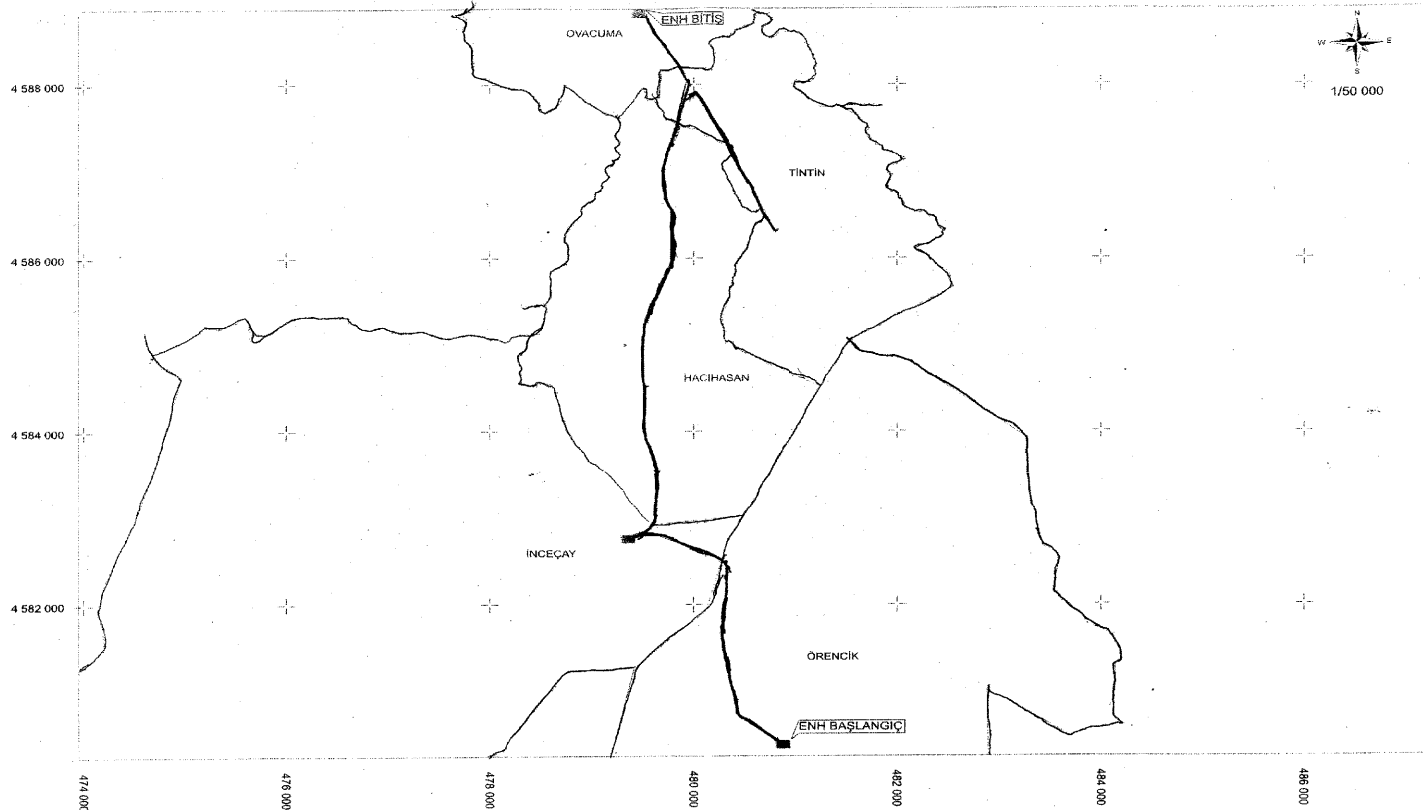 ENH BİTİŞ
OVACUMA
N
W E
S
1/50 000
4 588 000
TİNTİN
4 586 000
HACIHASAN
4 584 000
İNCEÇAY
4 582 000
ÖRENCİK
ENH BAŞLANGIÇ
474 000
476 000
478 000
480 000
482 000
484 000
486 000